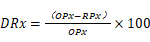 DRx = (OPx−RPx) / OPx × 100